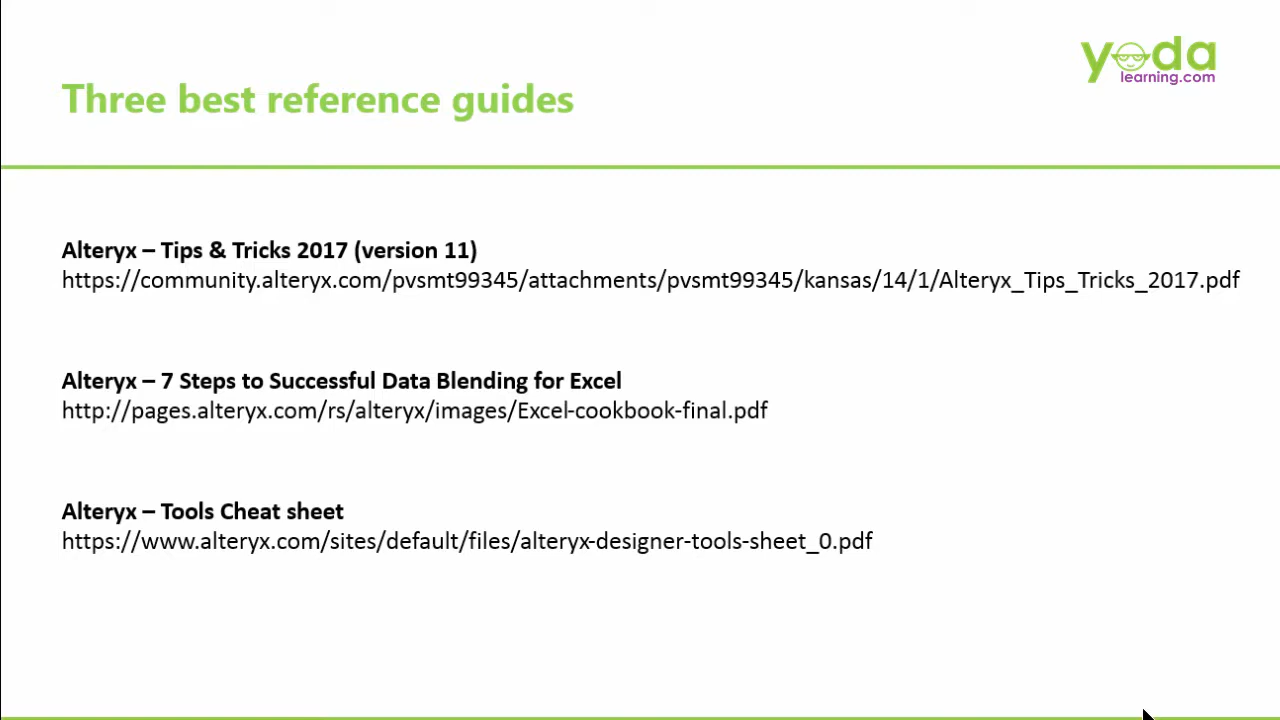 yoda
learning.com
Three best reference guides
Alteryx – Tips & Tricks 2017 (version 11)
https://community.alteryx.com/pvsmt99345/attachments/pvsmt99345/kansas/14/1/Alteryx_Tips_Tricks_2017.pdf
Alteryx – 7 Steps to Successful Data Blending for Excel
http://pages.alteryx.com/rs/alteryx/images/Excel-cookbook-final.pdf
Alteryx – Tools Cheat sheet
https://www.alteryx.com/sites/default/files/alteryx-designer-tools-sheet_0.pdf